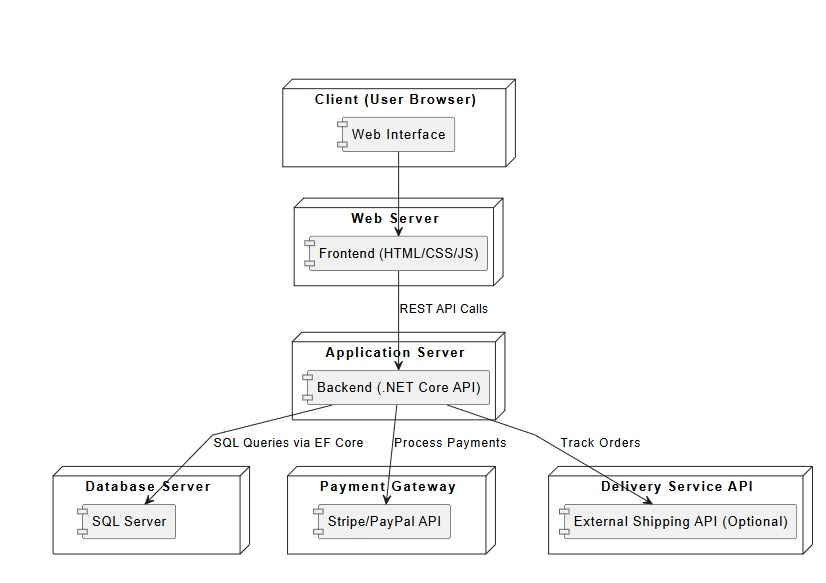 Client (User Browser)
Web Interface
Web Server
Frontend (HTML/CSS/JS)
REST API Calls
Application Server
Backend (.NET Core API)
SQL Queries via EF Core
Process Payments
Track Orders
Database Server
Payment Gateway
Delivery Service API
SQL Server
Stripe/PayPal API
External Shipping API (Optional)